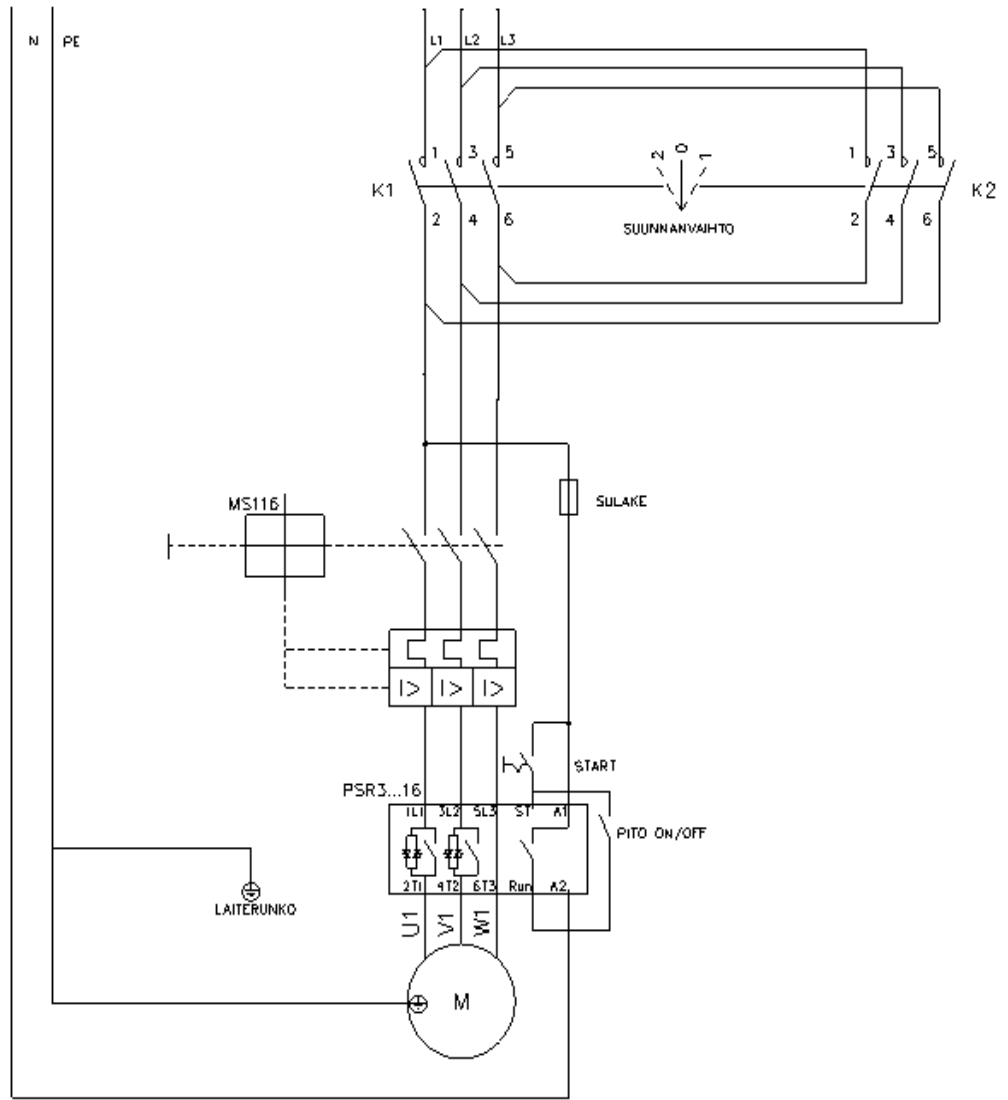 N PE
L1 L2 L3
1 3 5
2 0 1
1 3 5
K1
K2
2 4 6
SUUNNANVAIHTO
2 4 6
SULAKE
MS116
I> I> I>
START
PSR3...16
1L1 3L2 5L3 ST A1
PITO ON/OFF
2T1 4T2 6T3 Run A2
LAITERUNKO
U1 V1 W1
M